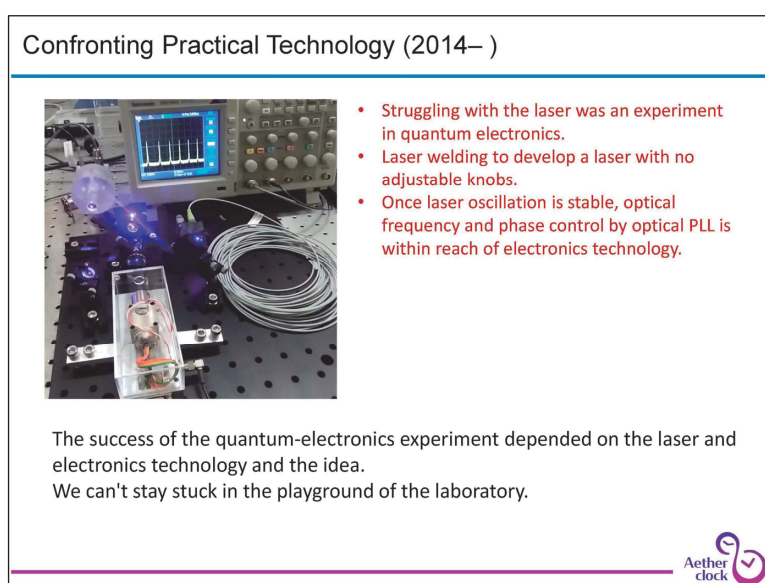 Confronting Practical Technology (2014– )
• Struggling with the laser was an experiment
in quantum electronics.
• Laser welding to develop a laser with no
adjustable knobs.
• Once laser oscillation is stable, optical
frequency and phase control by optical PLL is
within reach of electronics technology.
The success of the quantum-electronics experiment depended on the laser and
electronics technology and the idea.
We can't stay stuck in the playground of the laboratory.
Aether
clock